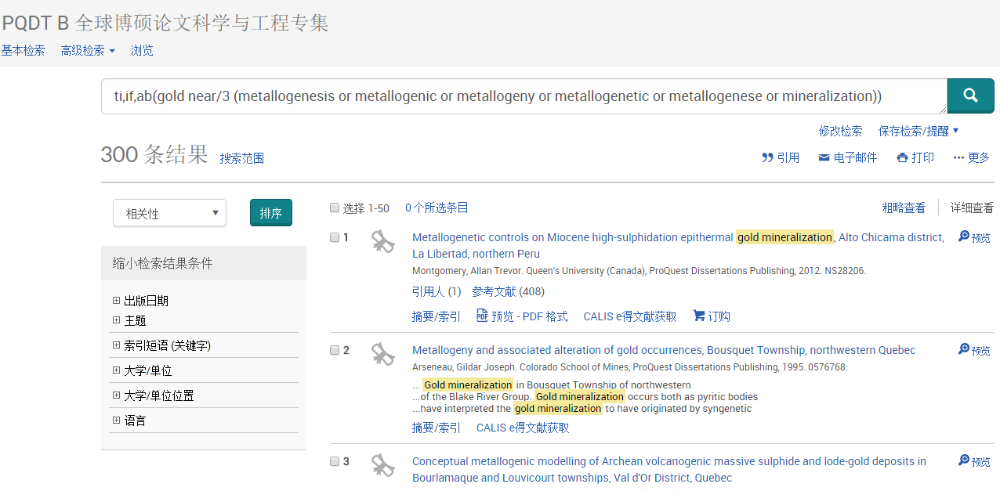 PQDT B 全球博硕论文科学与工程专集
基本检索 高级检索 浏览
ti,if,ab(gold near/3 (metallogenesis or metallogenic or metallogeny or metallogenetic or metallogenese or mineralization))
修改检索 保存检索/提醒
300 条结果 搜索范围
引用 电子邮件 打印 ··· 更多
相关性 排序
缩小检索结果条件
出版日期
主题
索引短语 (关键字)
大学/单位
大学/单位位置
语言
选择 1-50 0个所选条目 粗略查看 详细查看
1 Metallogenetic controls on Miocene high-sulphidation epithermal gold mineralization, Alto Chicama district, 预览
La Libertad, northern Peru
Montgomery, Allan Trevor. Queen's University (Canada), ProQuest Dissertations Publishing, 2012. NS28206.
引用人 (1) 参考文献 (408)
摘要/索引 PDF 预览 - PDF 格式 CALIS e得文献获取 订购
2 Metallogeny and associated alteration of gold occurrences, Bousquet Township, northwestern Quebec 预览
Arseneau, Gildar Joseph. Colorado School of Mines, ProQuest Dissertations Publishing, 1995. 0576768.
... Gold mineralization in Bousquet Township of northwestern
...of the Blake River Group. Gold mineralization occurs both as pyritic bodies
...have interpreted the gold mineralization to have originated by syngenetic
摘要/索引 CALIS e得文献获取
3 Conceptual metallogenic modelling of Archean volcanogenic massive sulphide and lode-gold deposits in 预览
Bourlamaque and Louvicourt townships, Val d'Or District, Quebec